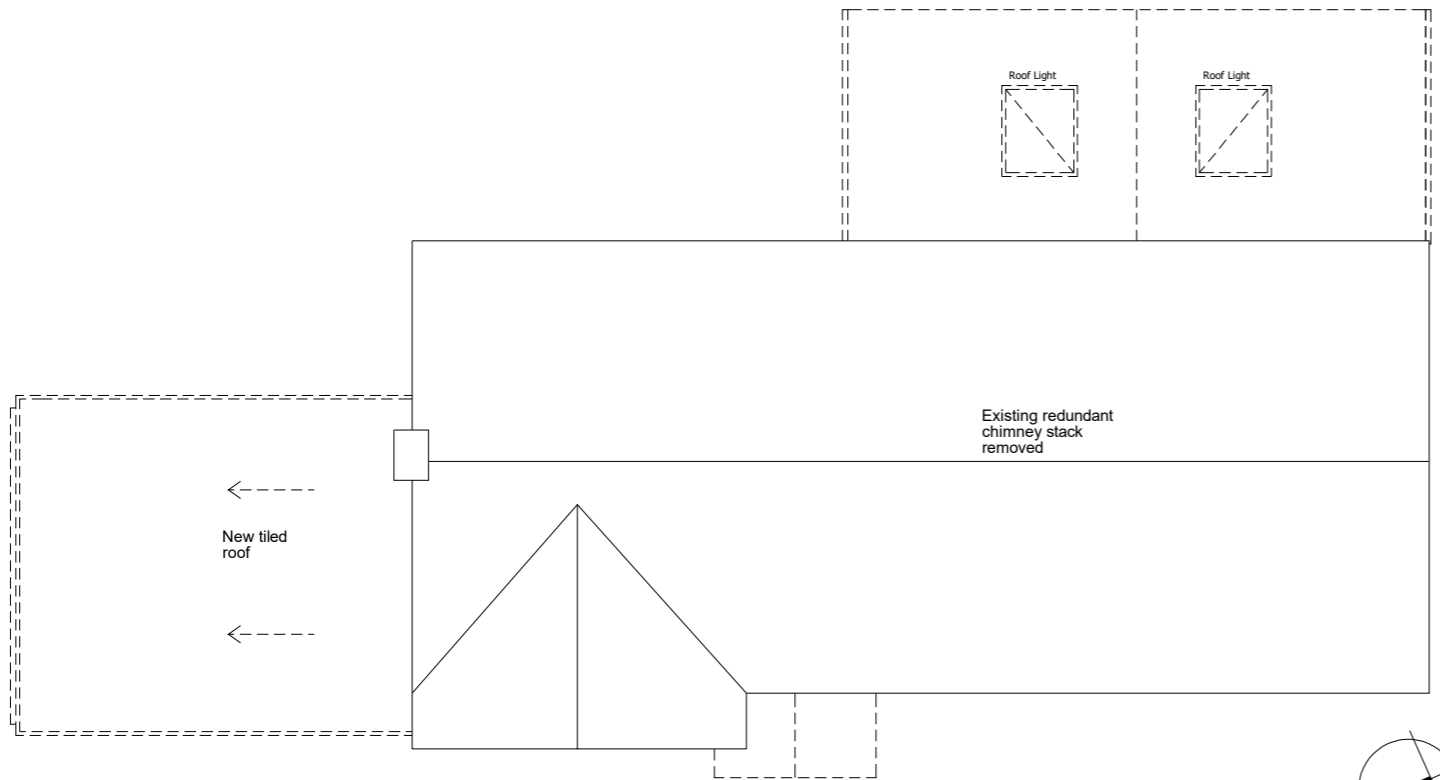 Roof Light
Roof Light
Existing redundant
chimney stack
removed
New tiled
roof